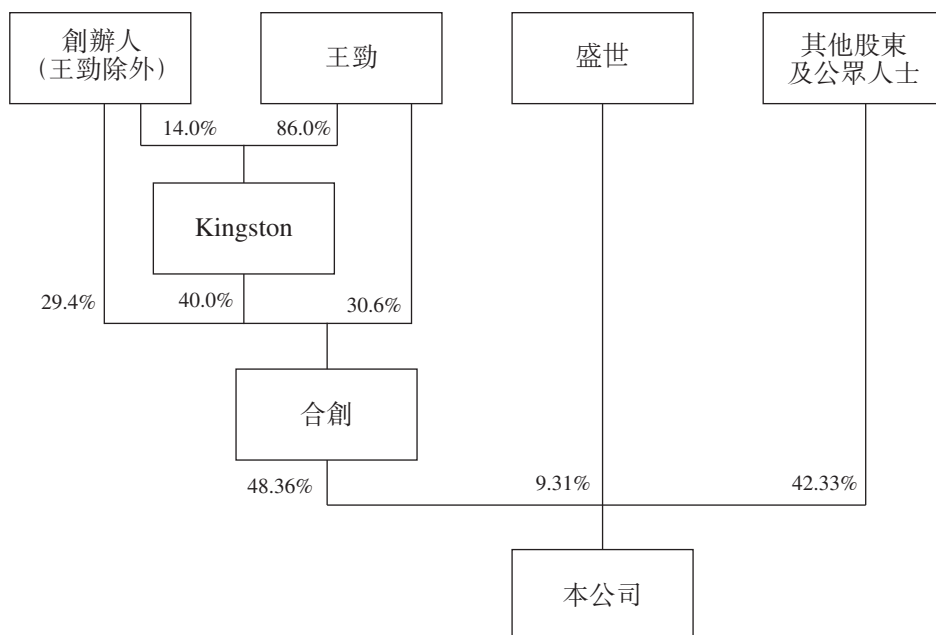 創辦人
(王勁除外)
王勁
盛世
其他股東
及公眾人士
14.0%
86.0%
Kingston
29.4%
40.0%
30.6%
合創
48.36%
9.31%
42.33%
本公司